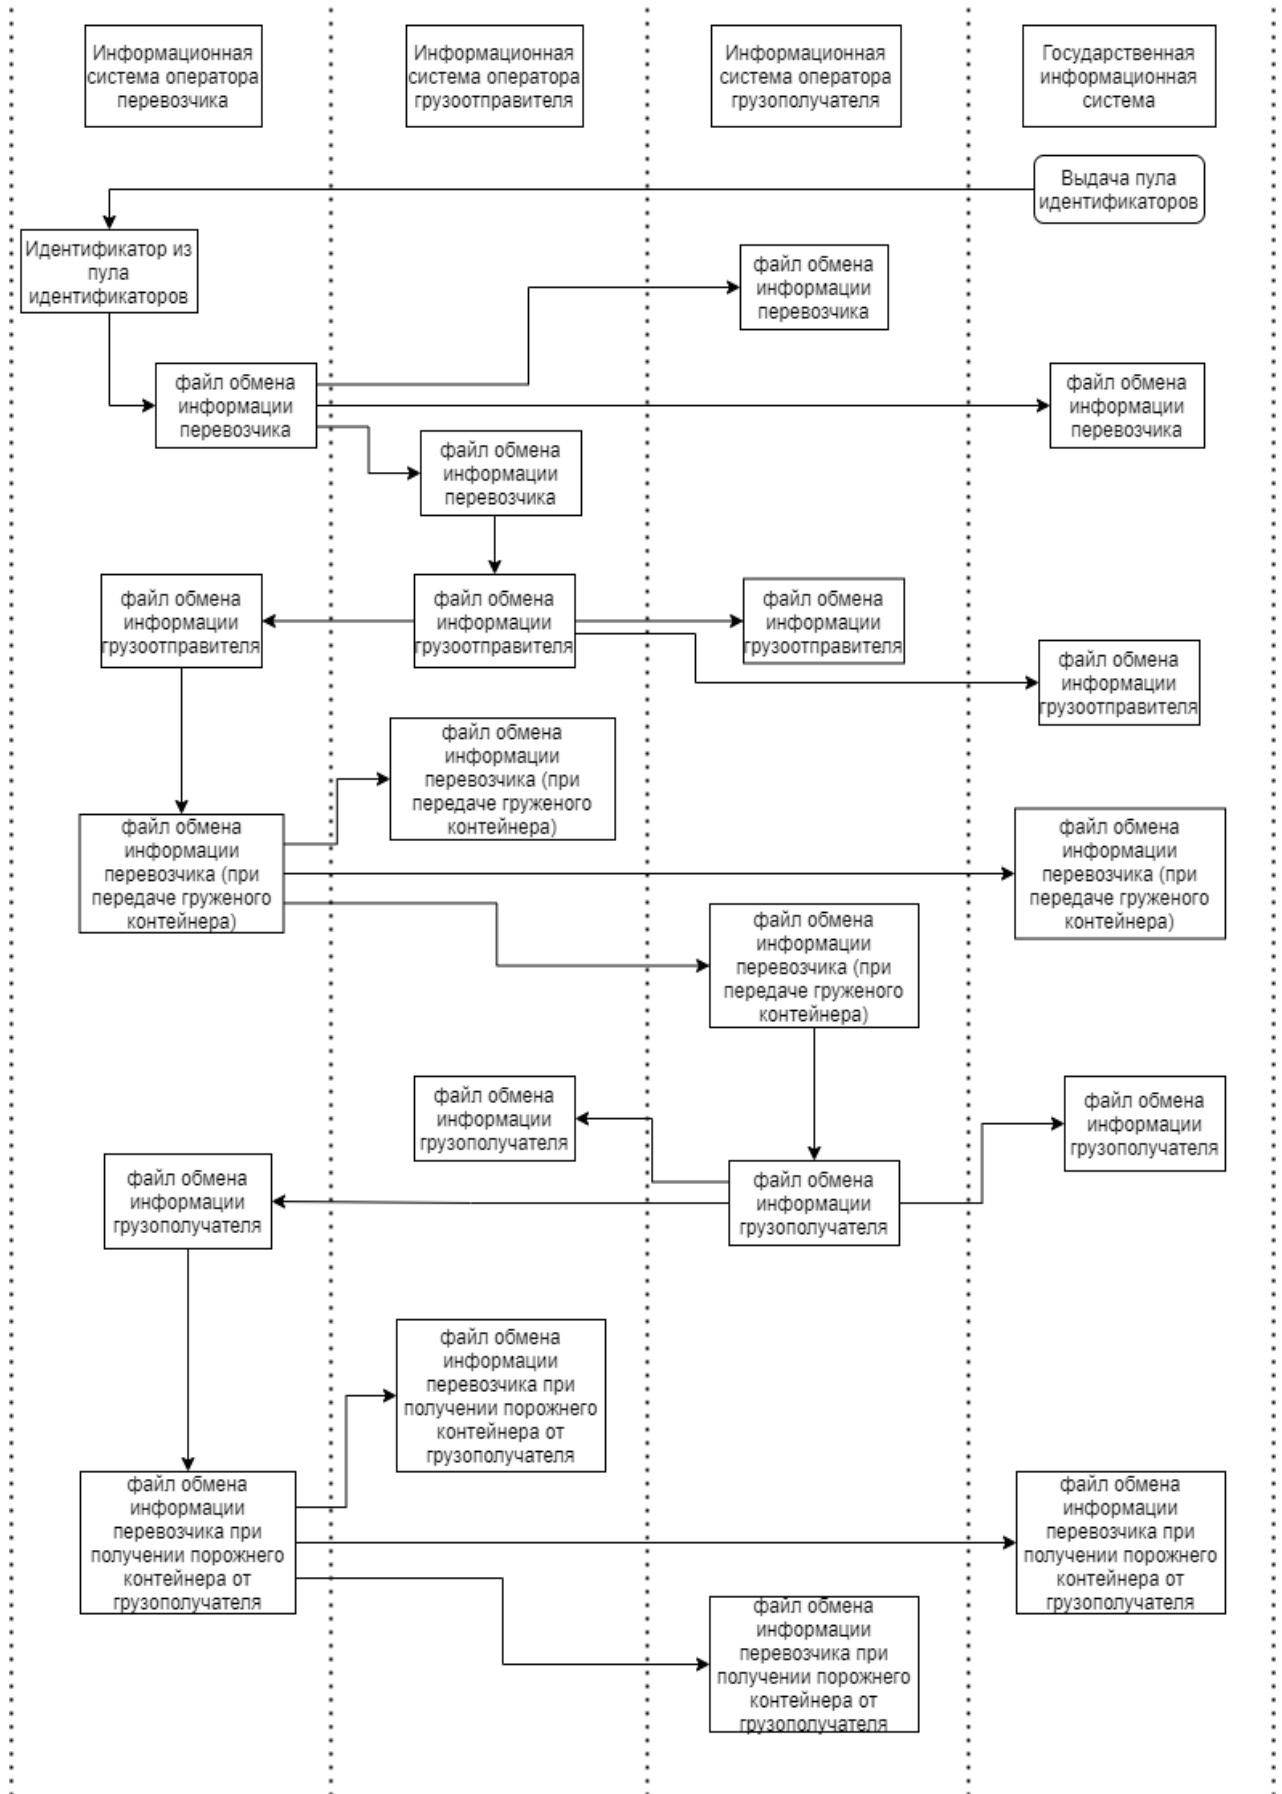 Информационная
система оператора
перевозчика
Информационная
система оператора
грузоотправителя
Информационная
система оператора
грузополучателя
Государственная
информационная
система
Выдача пула
идентификаторов
Идентификатор из
пула
идентификаторов
файл обмена
информации
перевозчика
файл обмена
информации
перевозчика
файл обмена
информации
перевозчика
файл обмена
информации
перевозчика
файл обмена
информации
грузоотправителя
файл обмена
информации
грузоотправителя
файл обмена
информации
грузоотправителя
файл обмена
информации
грузоотправителя
файл обмена
информации
перевозчика (при
передаче груженого
контейнера)
файл обмена
информации
перевозчика (при
передаче груженого
контейнера)
файл обмена
информации
перевозчика (при
передаче груженого
контейнера)
файл обмена
информации
перевозчика (при
передаче груженого
контейнера)
файл обмена
информации
грузополучателя
файл обмена
информации
грузополучателя
файл обмена
информации
грузополучателя
файл обмена
информации
грузополучателя
файл обмена
информации
перевозчика при
получении порожнего
контейнера от
грузополучателя
файл обмена
информации
перевозчика при
получении порожнего
контейнера от
грузополучателя
файл обмена
информации
перевозчика при
получении порожнего
контейнера от
грузополучателя
файл обмена
информации
перевозчика при
получении порожнего
контейнера от
грузополучателя